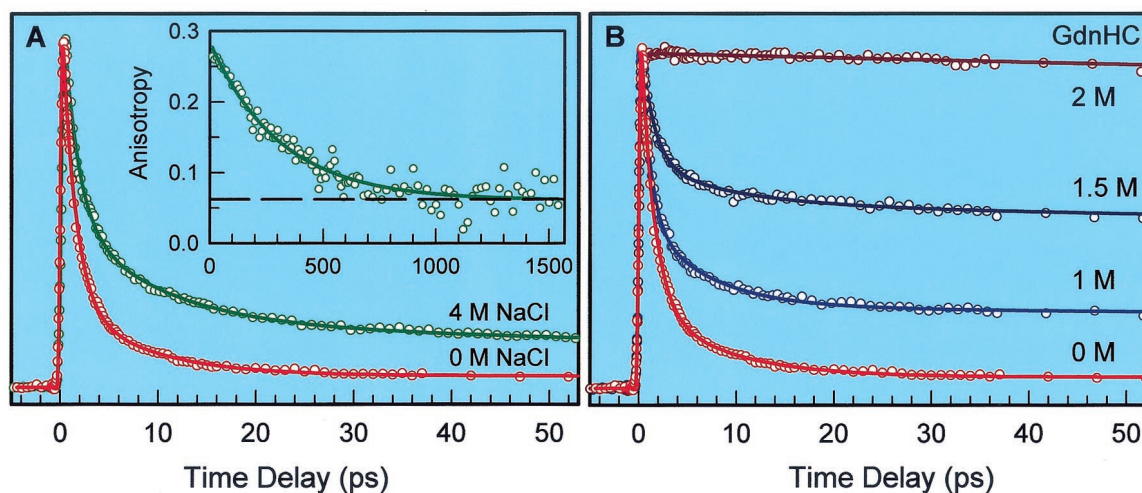 A
0.3
0.2
0.1
0.0
Anisotropy
0
500
1000
1500
4 M NaCl
0 M NaCl
0 10 20 30 40 50
Time Delay (ps)
B
GdnHC
2 M
1.5 M
1 M
0 M
0 10 20 30 40 50
Time Delay (ps)